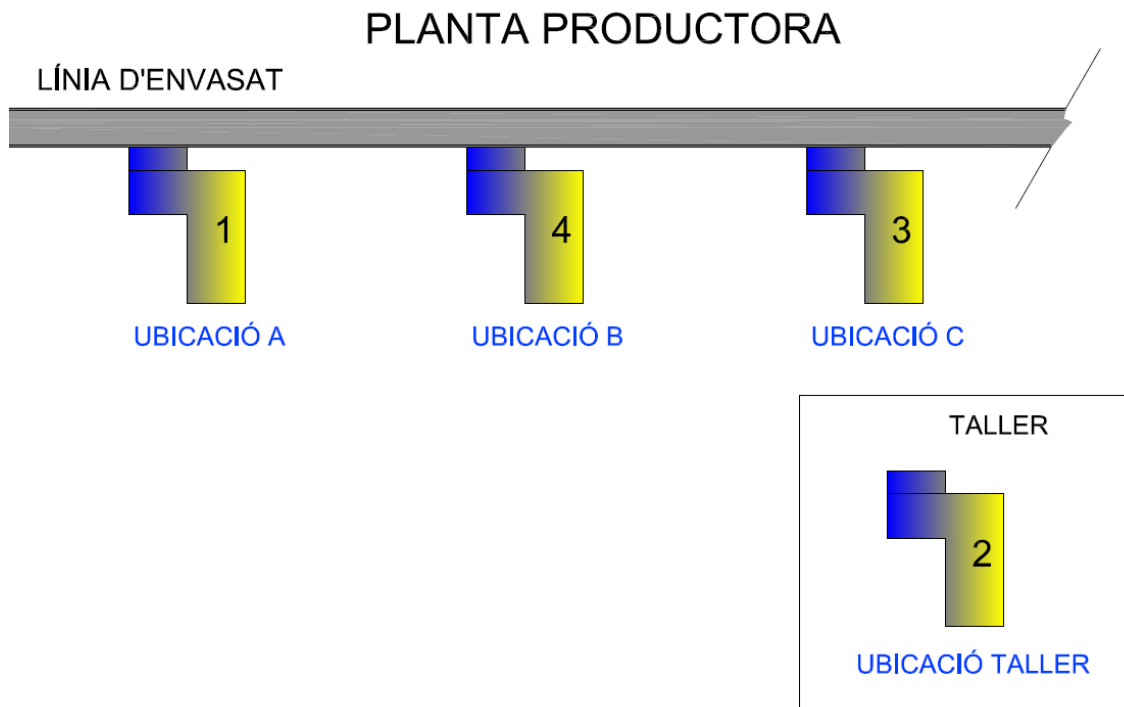 PLANTA PRODUCTORA
LÍNIA D'ENVASAT
1
4
3
UBICACIÓ A
UBICACIÓ B
UBICACIÓ C
TALLER
2
UBICACIÓ TALLER